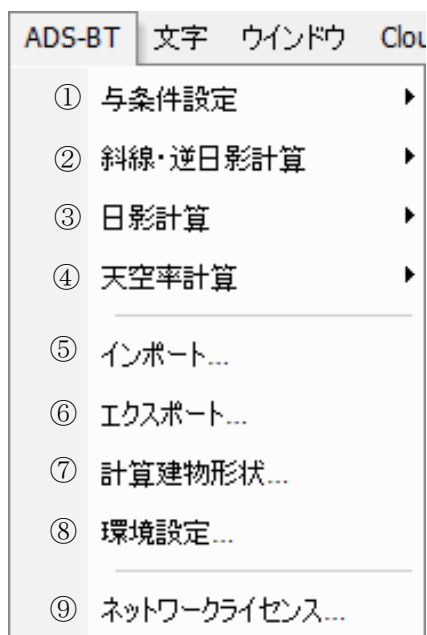 ADS-BT 文字 ウインドウ Clou
① 与条件設定
② 斜線・逆日影計算
③ 日影計算
④ 天空率計算
⑤ インポート...
⑥ エクスポート...
⑦ 計算建物形状...
⑧ 環境設定...
⑨ ネットワークライセンス...